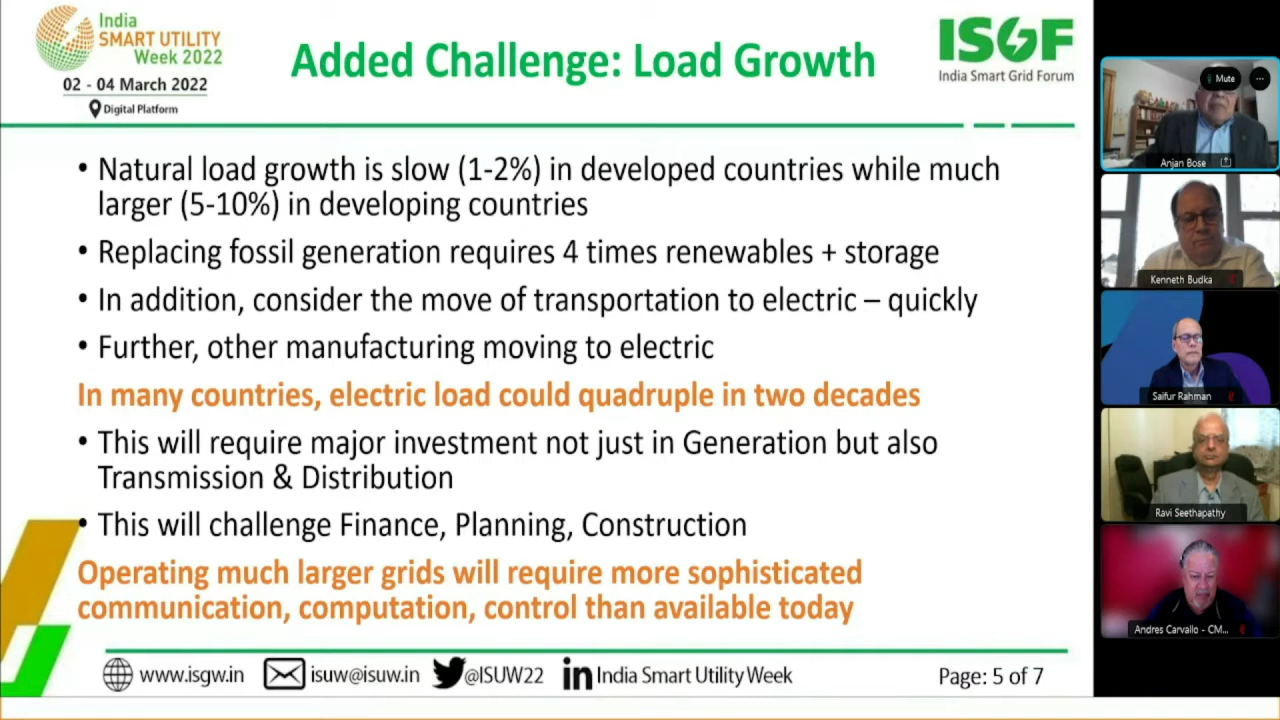 India
SMART UTILITY
Week 2022
02 - 04 March 2022
Digital Platform
Added Challenge: Load Growth
ISGF
India Smart Grid Forum
• Natural load growth is slow (1-2%) in developed countries while much
larger (5-10%) in developing countries
• Replacing fossil generation requires 4 times renewables + storage
• In addition, consider the move of transportation to electric – quickly
• Further, other manufacturing moving to electric
In many countries, electric load could quadruple in two decades
• This will require major investment not just in Generation but also
Transmission & Distribution
• This will challenge Finance, Planning, Construction
Operating much larger grids will require more sophisticated
communication, computation, control than available today
www.isgw.in
isuw@isuw.in
@ISUW22
in India Smart Utility Week
Page: 5 of 7
Mute
Anjan Bose
Kenneth Budka
Saifur Rahman
Ravi Seethapathy
Andres Carvallo - CM...